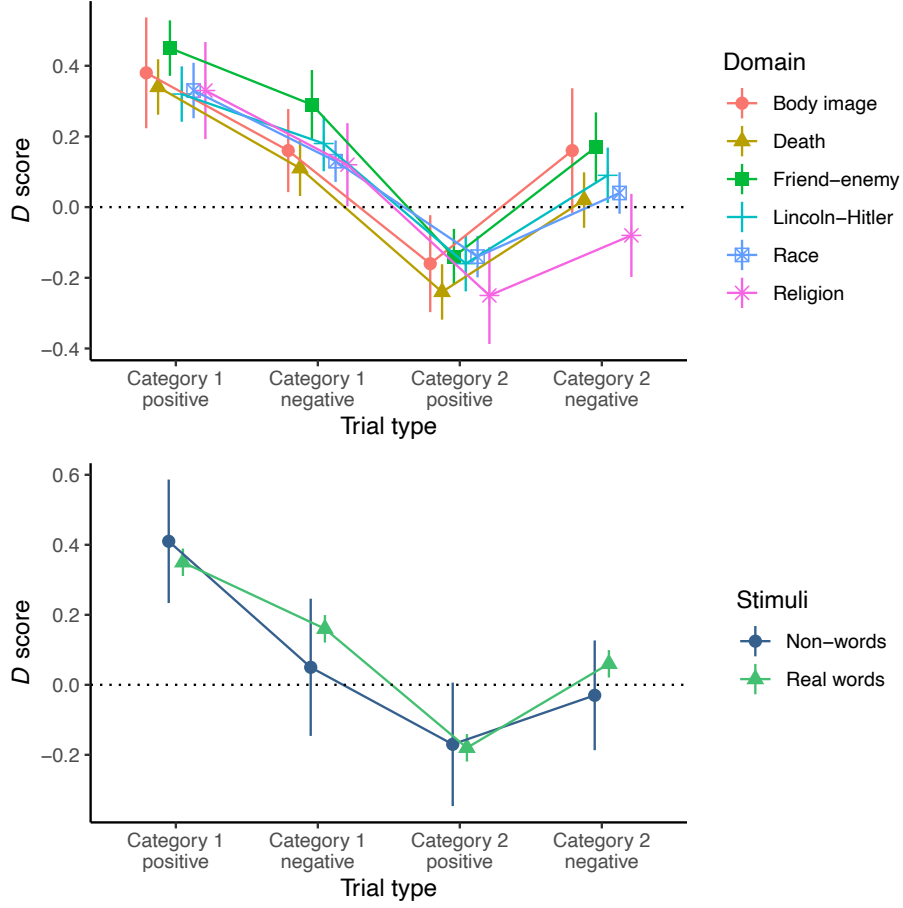 D score
0.4
0.2
0.0
−0.2
−0.4
Category 1
positive
Category 1
negative
Category 2
positive
Category 2
negative
Trial type
Domain
Body image
Death
Friend−enemy
Lincoln−Hitler
Race
Religion
D score
0.6
0.4
0.2
0.0
−0.2
Category 1
positive
Category 1
negative
Category 2
positive
Category 2
negative
Trial type
Stimuli
Non−words
Real words